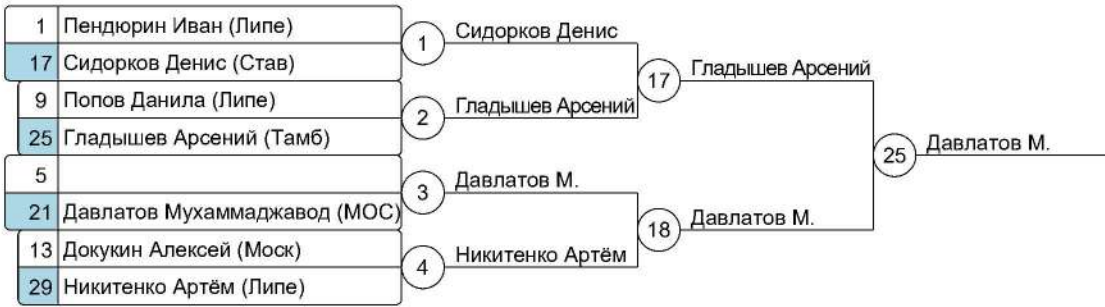 1 Пендюрин Иван (Липе)
17 Сидорков Денис (Став)
9 Попов Данила (Липе)
25 Гладышев Арсений (Тамб)
5
21 Давлатов Мухаммаджавод (МОС)
13 Докукин Алексей (Моск)
29 Никитенко Артём (Липе)
1 Сидорков Денис
2 Гладышев Арсений
3 Давлатов М.
4 Никитенко Артём
17 Гладышев Арсений
18 Давлатов М.
25 Давлатов М.